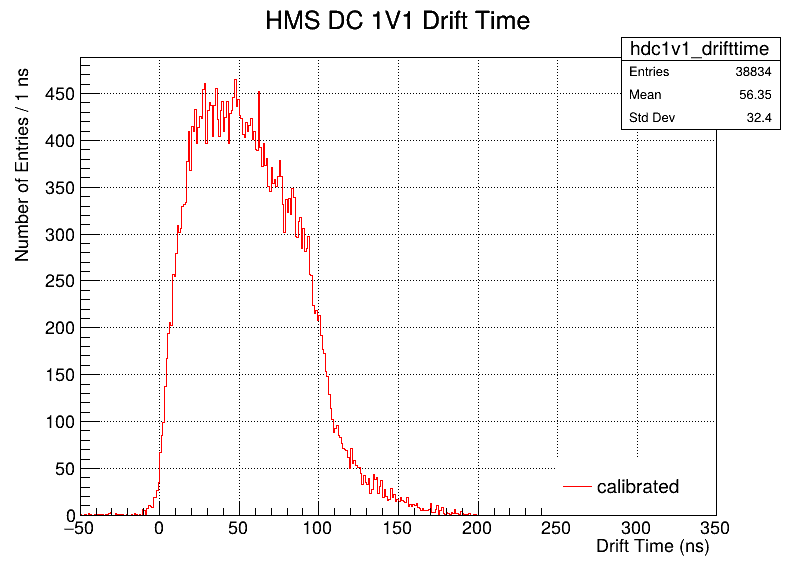 HMS DC 1V1 Drift Time
hdc1v1_drifttime
Entries 38834
Mean 56.35
Std Dev 32.4
Number of Entries / 1 ns
450
400
350
300
250
200
150
100
50
0
−50 0 50 100 150 200 250 300 350
Drift Time (ns)
calibrated